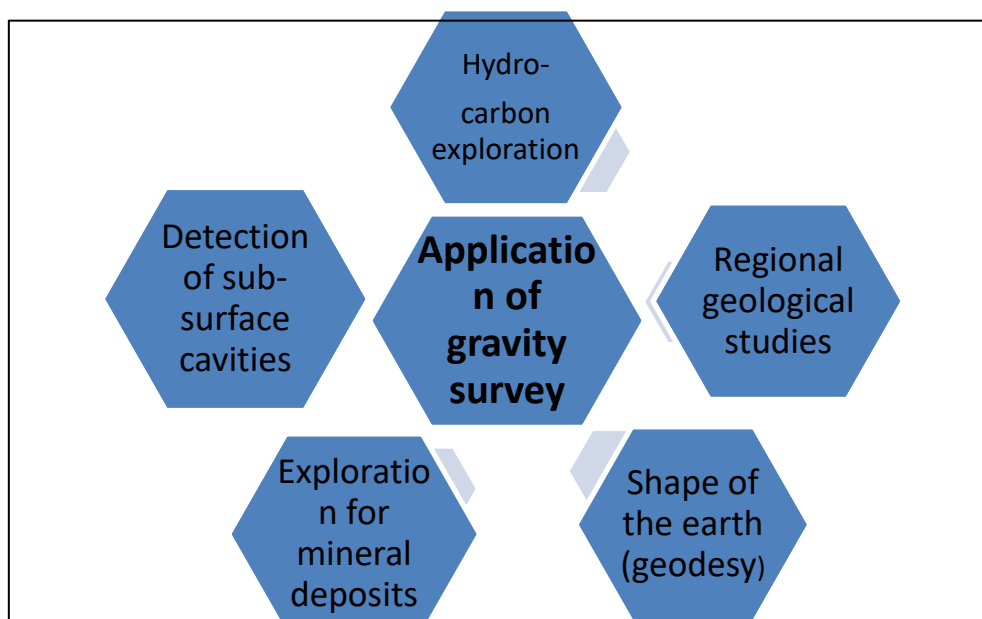 Hydro-
carbon
exploration
Detection
of sub-
surface
cavities
Applicatio
n of
gravity
survey
Regional
geological
studies
Exploratio
n for
mineral
deposits
Shape of
the earth
(geodesy)